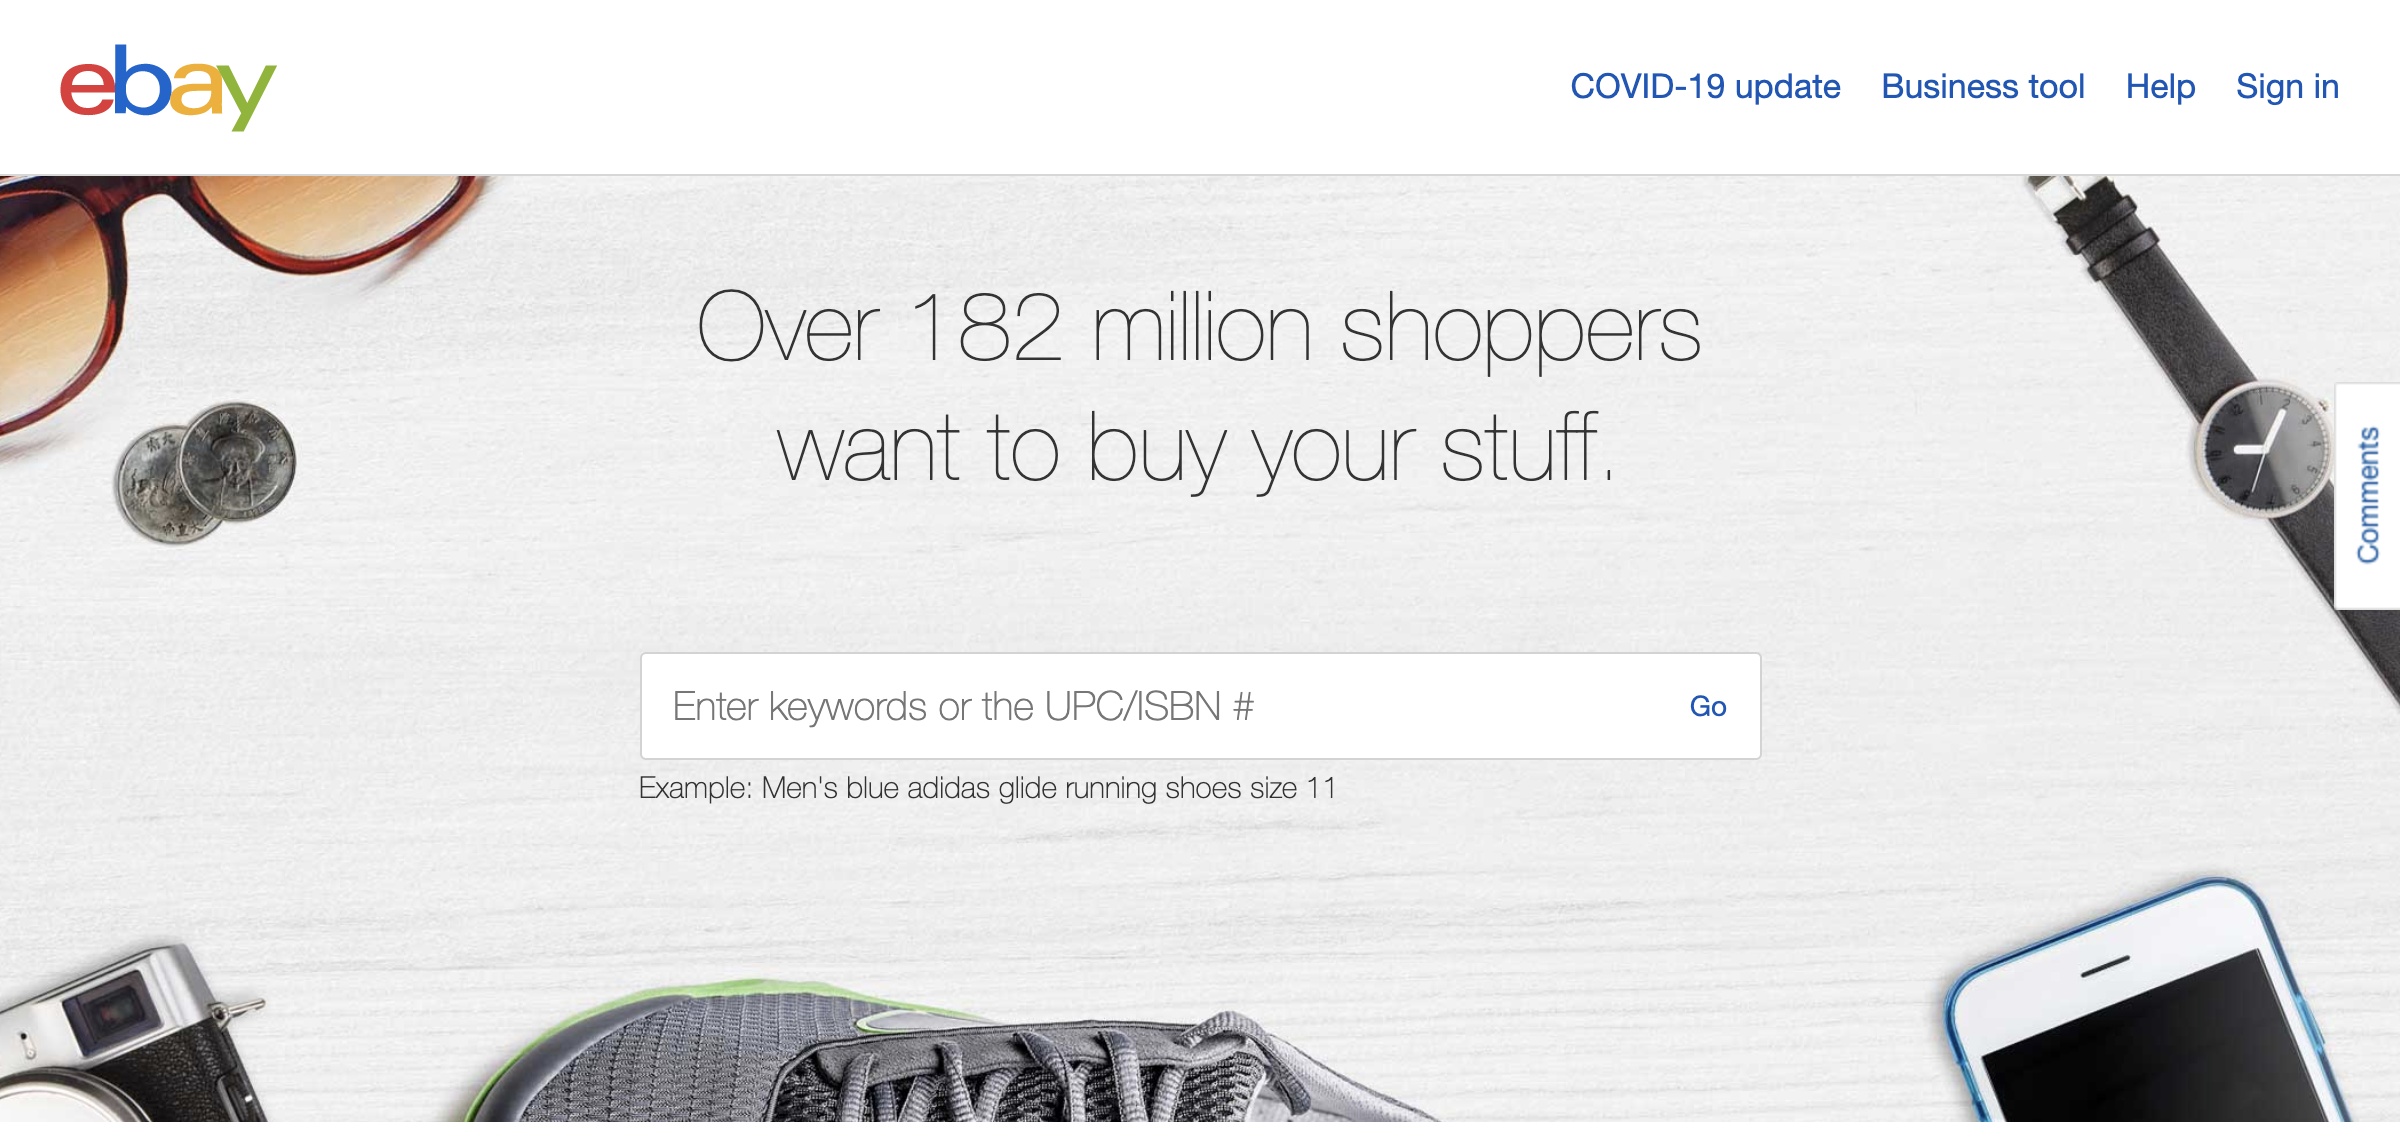 ebay
COVID-19 update Business tool Help Sign in
Over 182 million shoppers
want to buy your stuff.
Comments
Enter keywords or the UPC/ISBN # Go
Example: Men's blue adidas glide running shoes size 11